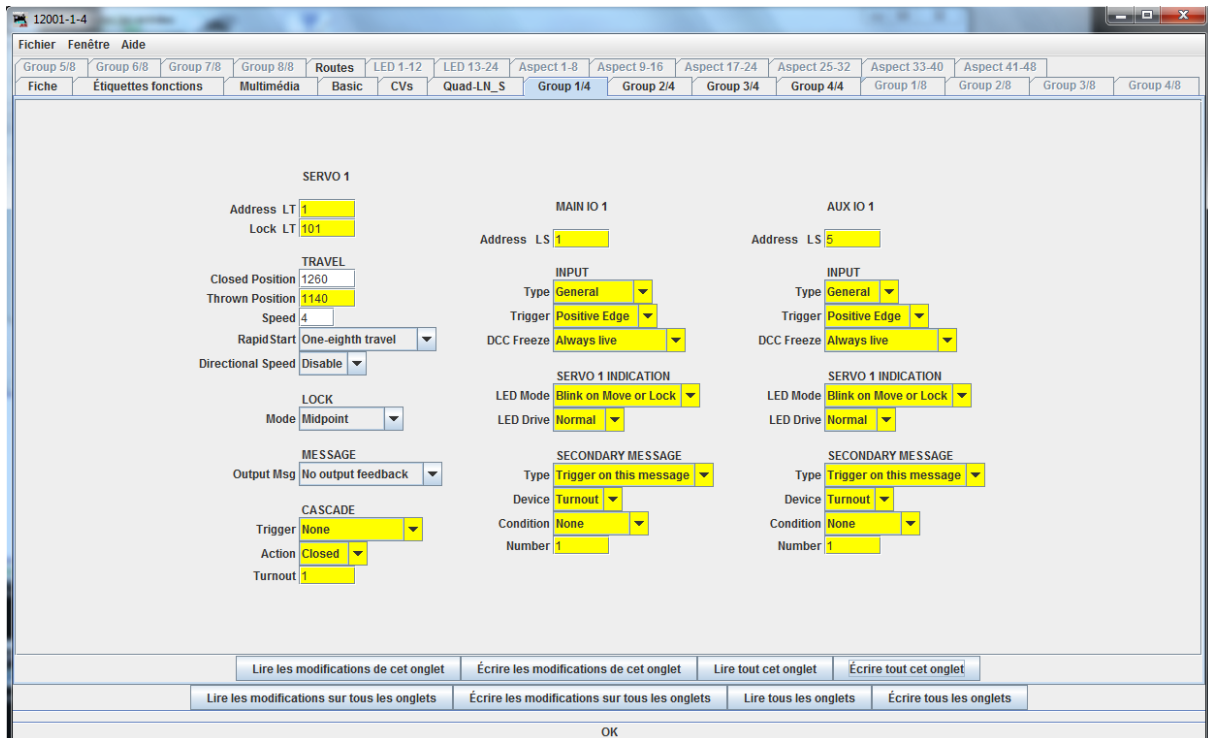 12001-1-4
Fichier Fenêtre Aide
Group 5/8 Group 6/8 Group 7/8 Group 8/8 Routes LED 1-12 LED 13-24 Aspect 1-8 Aspect 9-16 Aspect 17-24 Aspect 25-32 Aspect 33-40 Aspect 41-48
Fiche Étiquettes fonctions Multimédia Basic CVs Quad-LN_S Group 1/4 Group 2/4 Group 3/4 Group 4/4 Group 1/8 Group 2/8 Group 3/8 Group 4/8
SERVO 1
Address LT 1
Lock LT 101
TRAVEL
Closed Position 1260
Thrown Position 1140
Speed 4
RapidStart One-eighth travel
Directional Speed Disable
LOCK
Mode Midpoint
MESSAGE
Output Msg No output feedback
CASCADE
Trigger None
Action Closed
Turnout 1
MAIN IO 1
Address LS 1
INPUT
Type General
Trigger Positive Edge
DCC Freeze Always live
SERVO 1 INDICATION
LED Mode Blink on Move or Lock
LED Drive Normal
SECONDARY MESSAGE
Type Trigger on this message
Device Turnout
Condition None
Number 1
AUX IO 1
Address LS 5
INPUT
Type General
Trigger Positive Edge
DCC Freeze Always live
SERVO 1 INDICATION
LED Mode Blink on Move or Lock
LED Drive Normal
SECONDARY MESSAGE
Type Trigger on this message
Device Turnout
Condition None
Number 1
Lire les modifications de cet onglet Écrire les modifications de cet onglet Lire tout cet onglet Écrire tout cet onglet
Lire les modifications sur tous les onglets Écrire les modifications sur tous les onglets Lire tous les onglets Écrire tous les onglets
OK